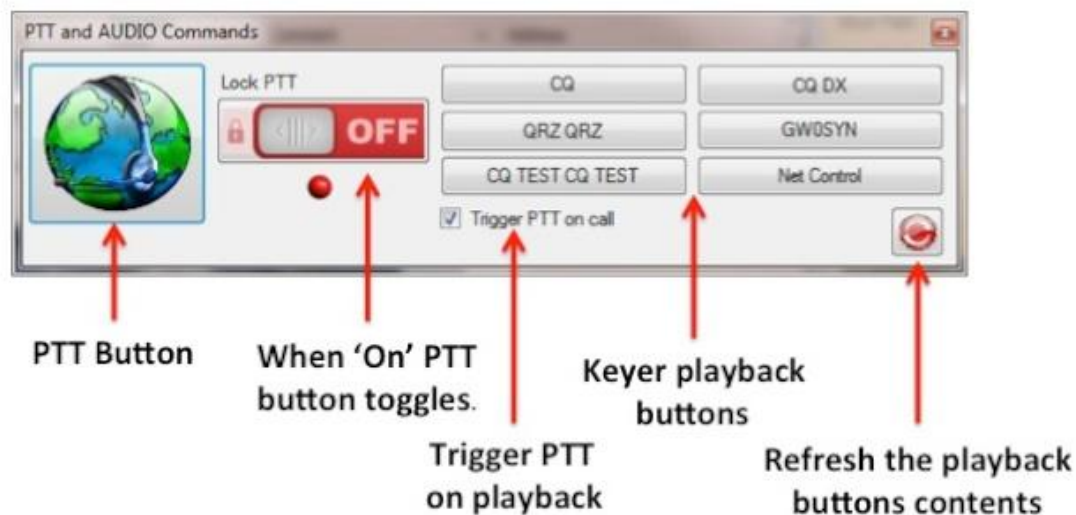 PTT and AUDIO Commands
Lock PTT
OFF
CQ
CQ DX
QRZ QRZ
GW0SYN
CQ TEST CQ TEST
Net Control
Trigger PTT on call
PTT Button
When ‘On’ PTT
button toggles.
Keyer playback
buttons
Trigger PTT
on playback
Refresh the playback
buttons contents